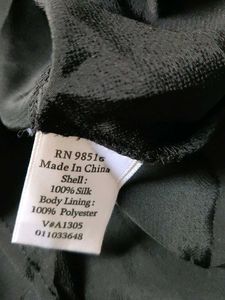 RN 98516
Made In China
Shell :
100% Silk
Body Lining :
100% Polyester
V#A1305
011033648